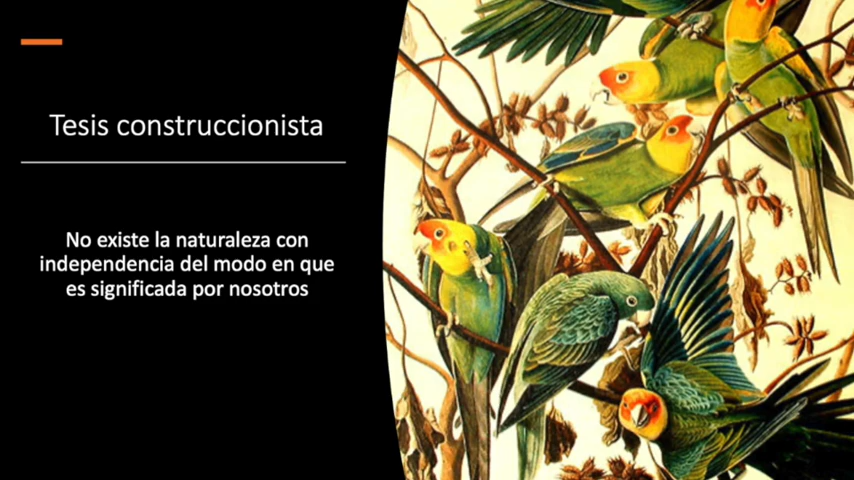 Tesis construccionista
No existe la naturaleza con
independencia del modo en que
es significada por nosotros